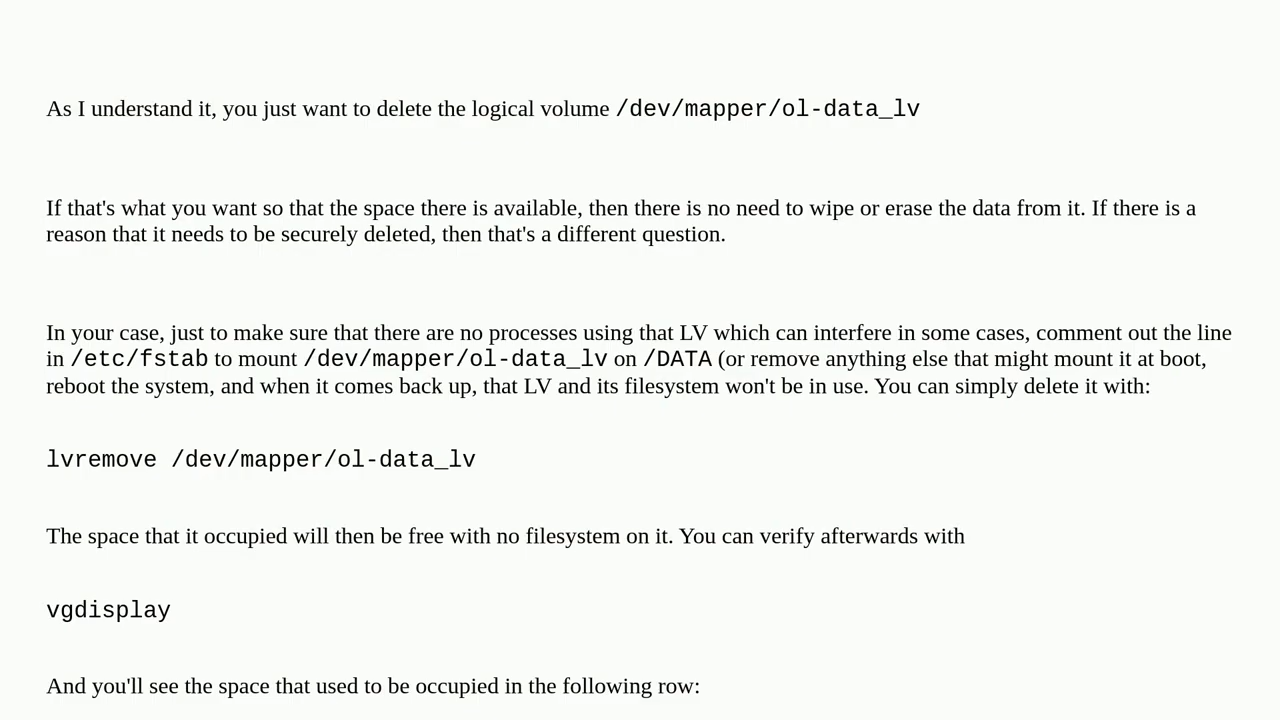 As I understand it, you just want to delete the logical volume /dev/mapper/ol-data_lv
If that's what you want so that the space there is available, then there is no need to wipe or erase the data from it. If there is a
reason that it needs to be securely deleted, then that's a different question.
In your case, just to make sure that there are no processes using that LV which can interfere in some cases, comment out the line
in /etc/fstab to mount /dev/mapper/ol-data_lv on /DATA (or remove anything else that might mount it at boot,
reboot the system, and when it comes back up, that LV and its filesystem won't be in use. You can simply delete it with:
lvremove /dev/mapper/ol-data_lv
The space that it occupied will then be free with no filesystem on it. You can verify afterwards with
vgdisplay
And you'll see the space that used to be occupied in the following row: